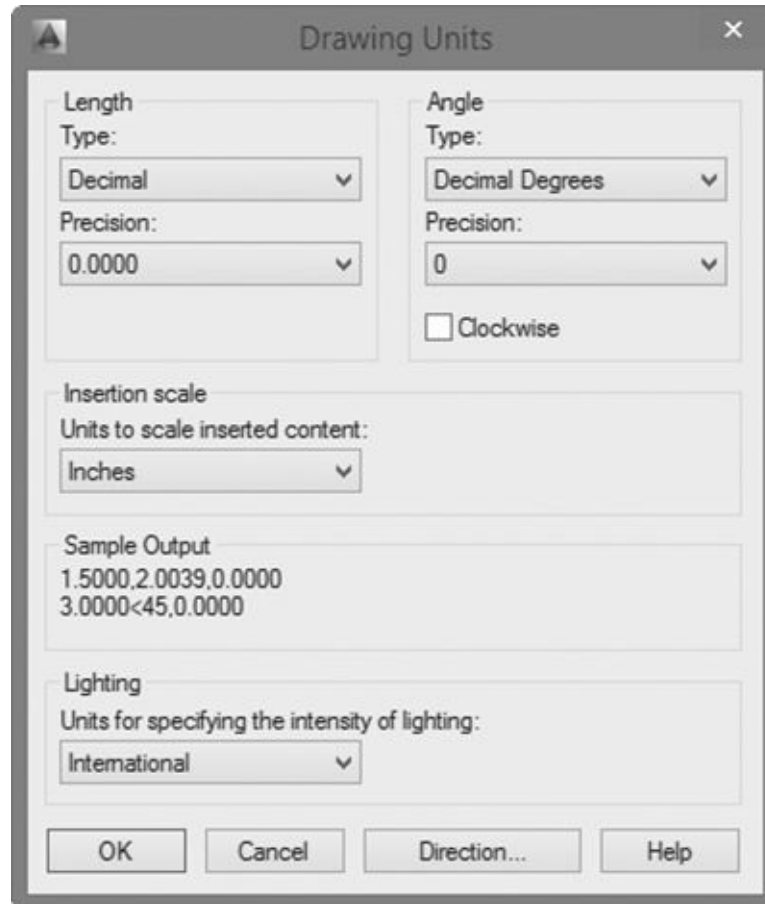 Drawing Units
Length
Type:
Decimal
Precision:
0.0000
Angle
Type:
Decimal Degrees
Precision:
0
Clockwise
Insertion scale
Units to scale inserted content:
Inches
Sample Output
1.5000,2.0039,0.0000
3.0000<45,0.0000
Lighting
Units for specifying the intensity of lighting:
International
OK
Cancel
Direction...
Help